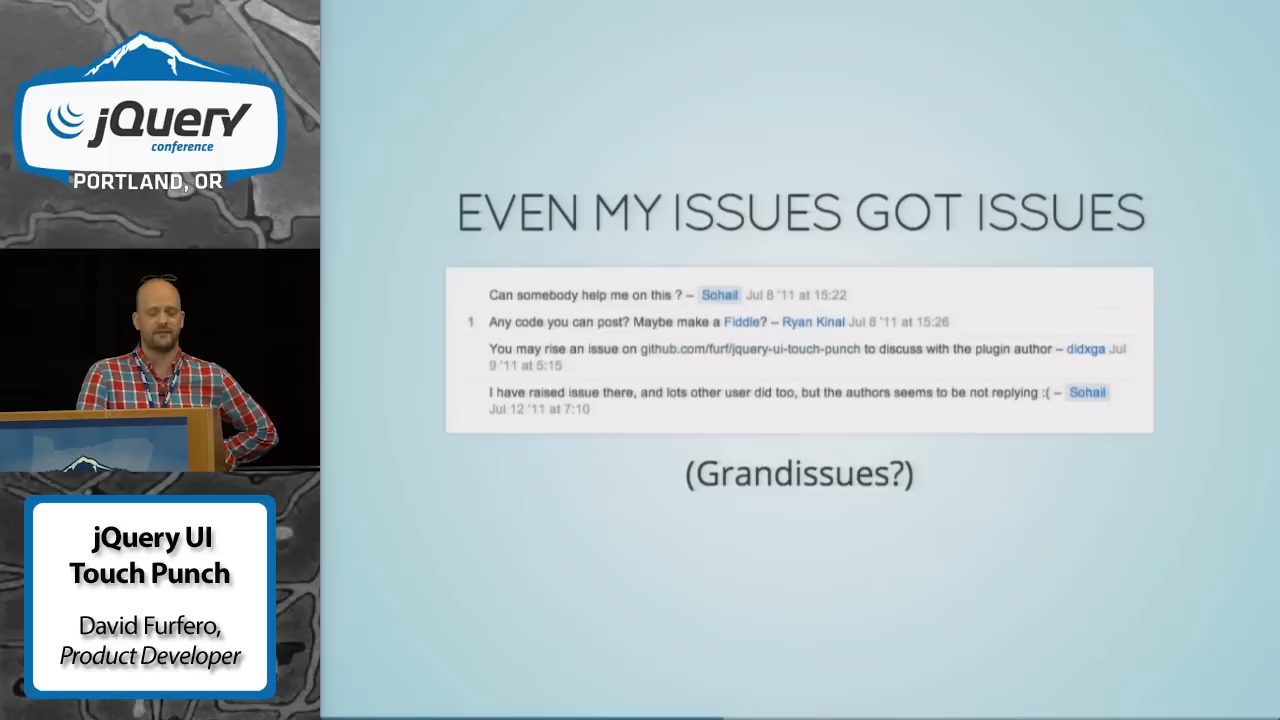 jQuery
conference
PORTLAND, OR
jQuery UI
Touch Punch
David Furfero,
Product Developer
EVEN MY ISSUES GOT ISSUES
Can somebody help me on this ? – Sohail Jul 8 '11 at 15:22
1 Any code you can post? Maybe make a Fiddle? – Ryan Kinal Jul 8 '11 at 15:26
You may rise an issue on github.com/furf/jquery-ui-touch-punch to discuss with the plugin author – didxga Jul
9 '11 at 5:15
I have raised issue there, and lots other user did too, but the authors seems to be not replying :( – Sohail
Jul 12 '11 at 7:10
(Grandissues?)